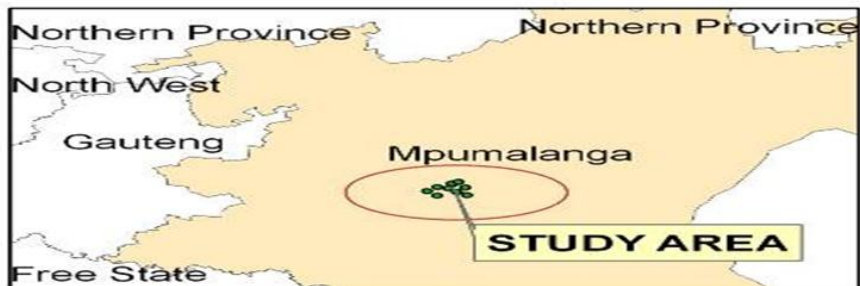 Northern Province
Northern Province
North West
Gauteng
Mpumalanga
STUDY AREA
Free State